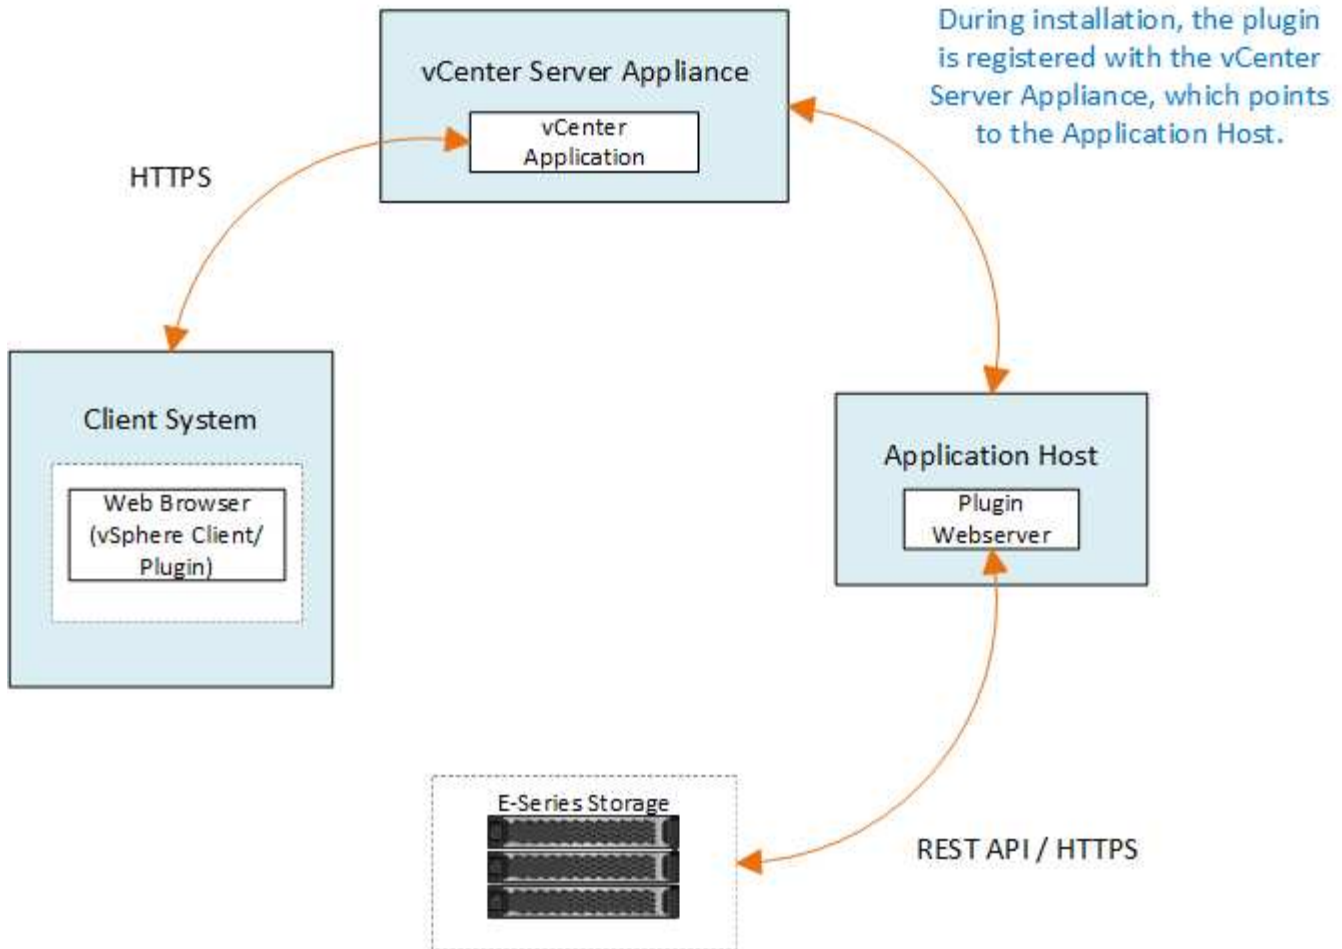 During installation, the plugin
is registered with the vCenter
Server Appliance, which points
to the Application Host.
vCenter Server Appliance
vCenter
Application
HTTPS
Client System
Web Browser
(vSphere Client/
Plugin)
Application Host
Plugin
Webserver
E-Series Storage
REST API / HTTPS